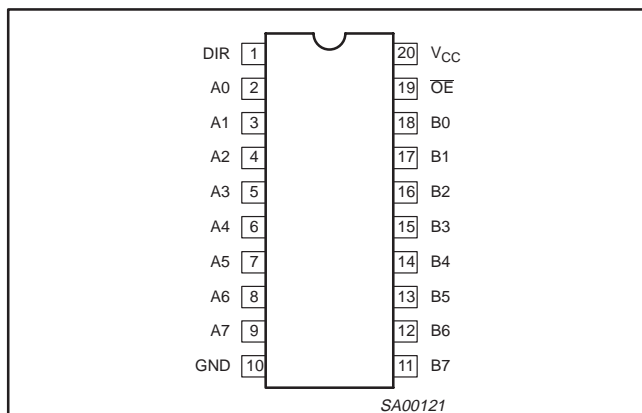 DIR 1 20 VCC
A0 2 19 OE
A1 3 18 B0
A2 4 17 B1
A3 5 16 B2
A4 6 15 B3
A5 7 14 B4
A6 8 13 B5
A7 9 12 B6
GND 10 11 B7
SA00121